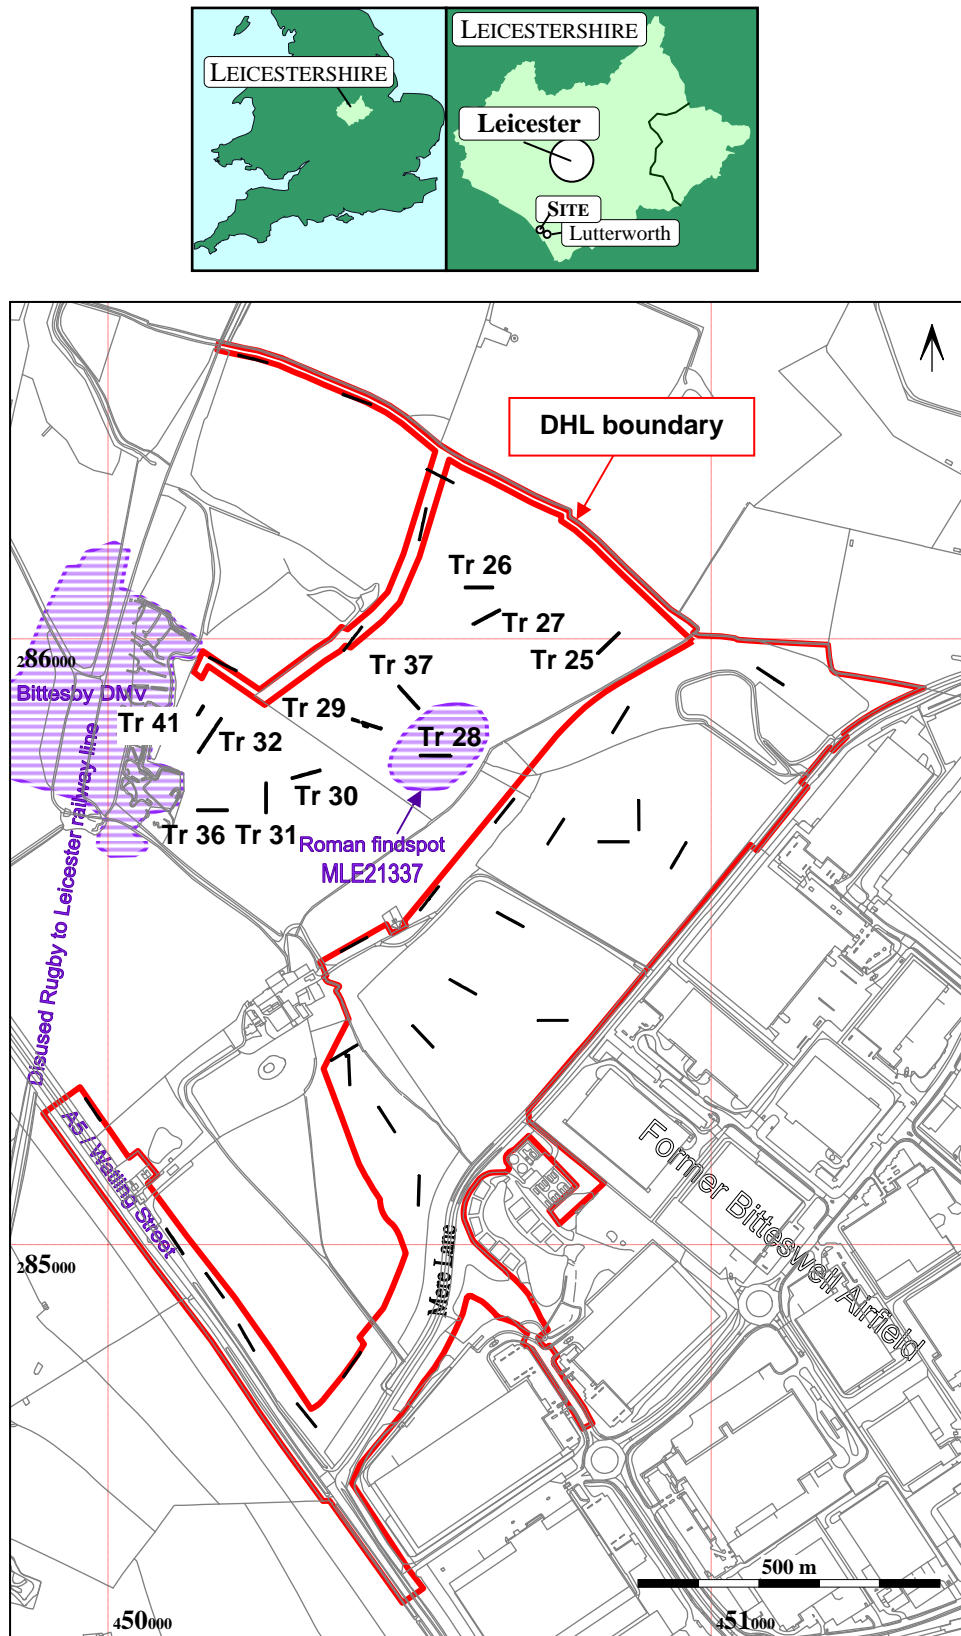 LEICESTERSHIRE
LEICESTERSHIRE
Leicester
SITE
Lutterworth
DHL boundary
Tr 26
Tr 27
Tr 25
Tr 37
Tr 29
Tr 28
286000
Bittesby DMV
Tr 41
Tr 32
Tr 30
Tr 36
Tr 31
Roman findspot
MLE21337
Disused Rugby to Leicester railway line
A5 / Watling Street
Mere Lane
Former Bitteswell Airfield
285000
500 m
450000
451000